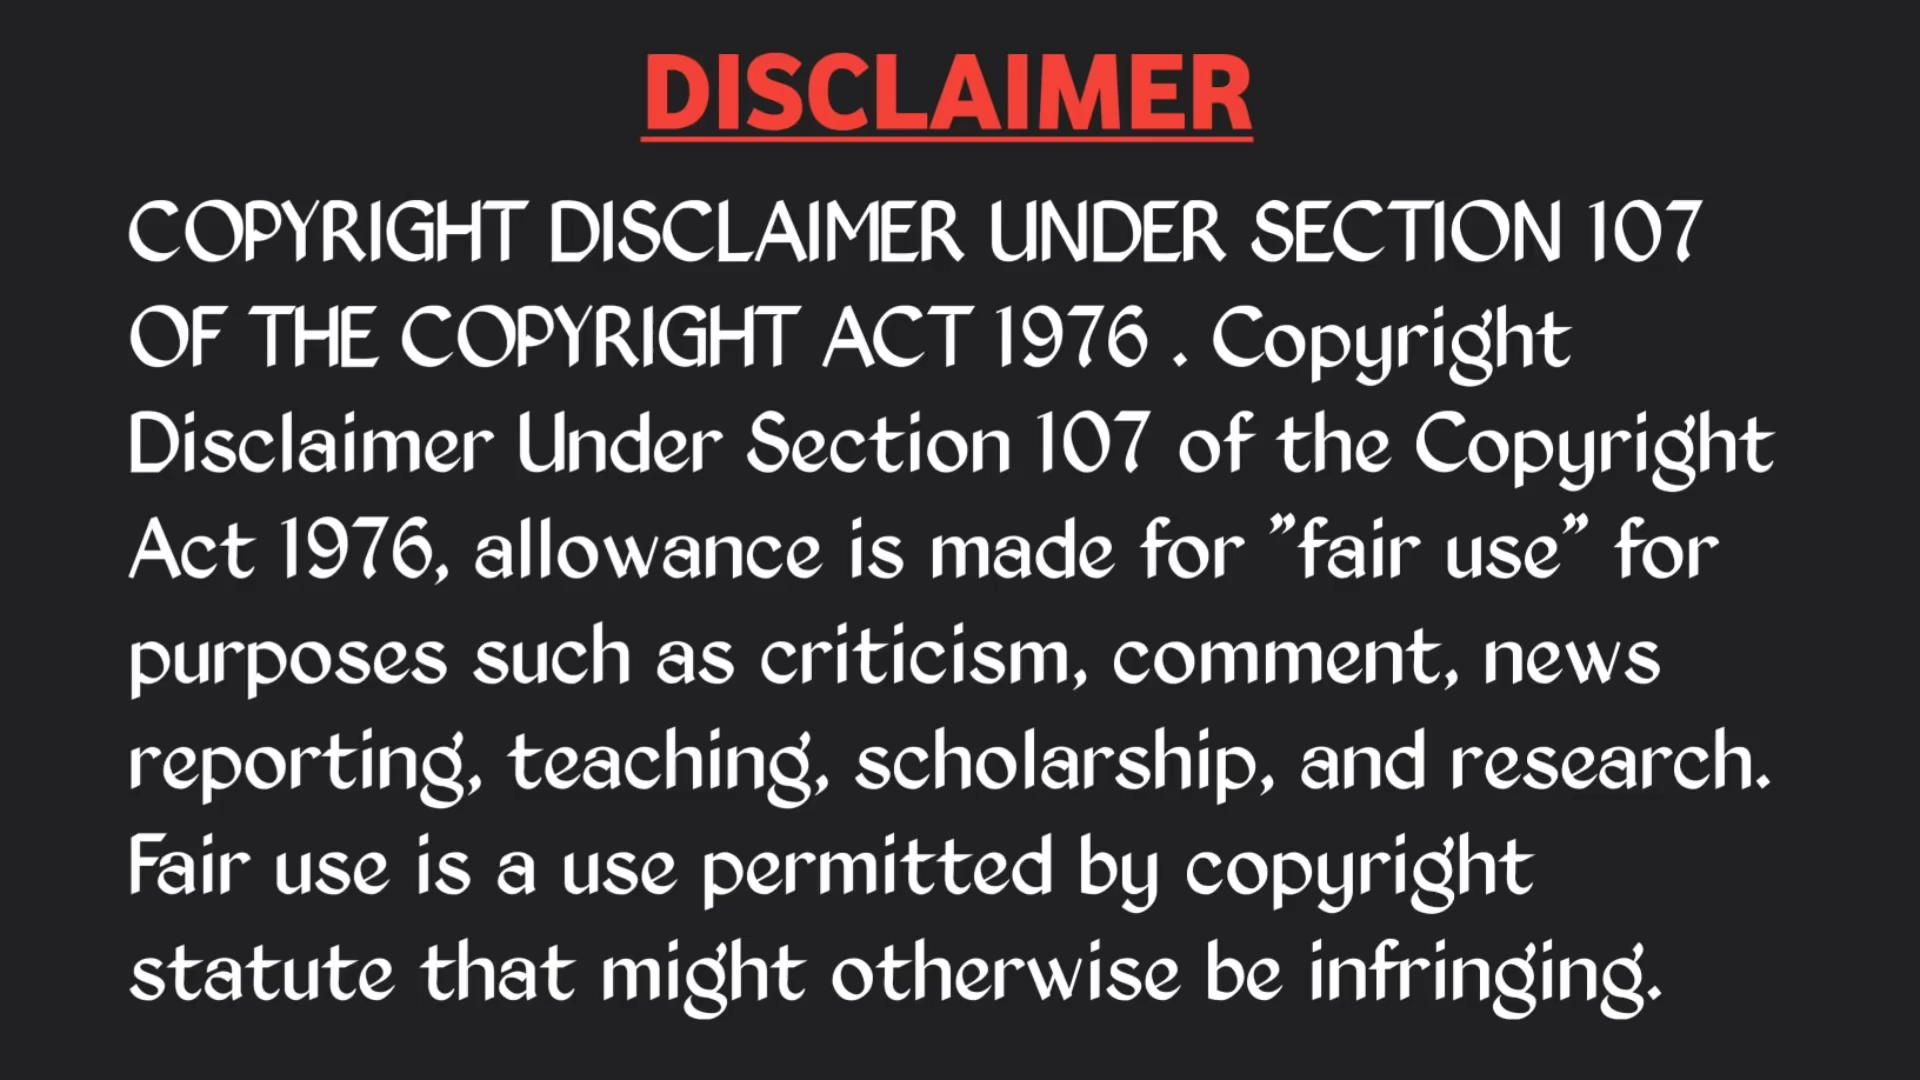 DISCLAIMER
COPYRIGHT DISCLAIMER UNDER SECTION 107
OF THE COPYRIGHT ACT 1976 . Copyright
Disclaimer Under Section 107 of the Copyright
Act 1976, allowance is made for ”fair use” for
purposes such as criticism, comment, news
reporting, teaching, scholarship, and research.
Fair use is a use permitted by copyright
statute that might otherwise be infringing.